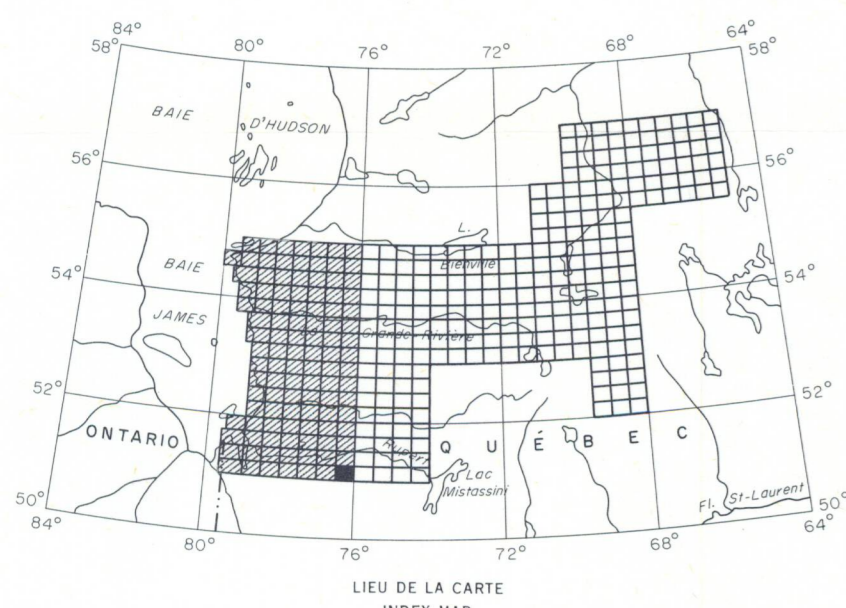 84°
80°
76°
72°
68°
64°
58°
58°
BAIE
D'HUDSON
56°
56°
L.
Bienville
BAIE
54°
54°
JAMES
Grande-Rivière
52°
52°
ONTARIO
QUÉBEC
Rupert
Lac
Mistassini
Fl. St-Laurent
50°
50°
84°
64°
80°
76°
72°
68°
LIEU DE LA CARTE
INDEX MAP